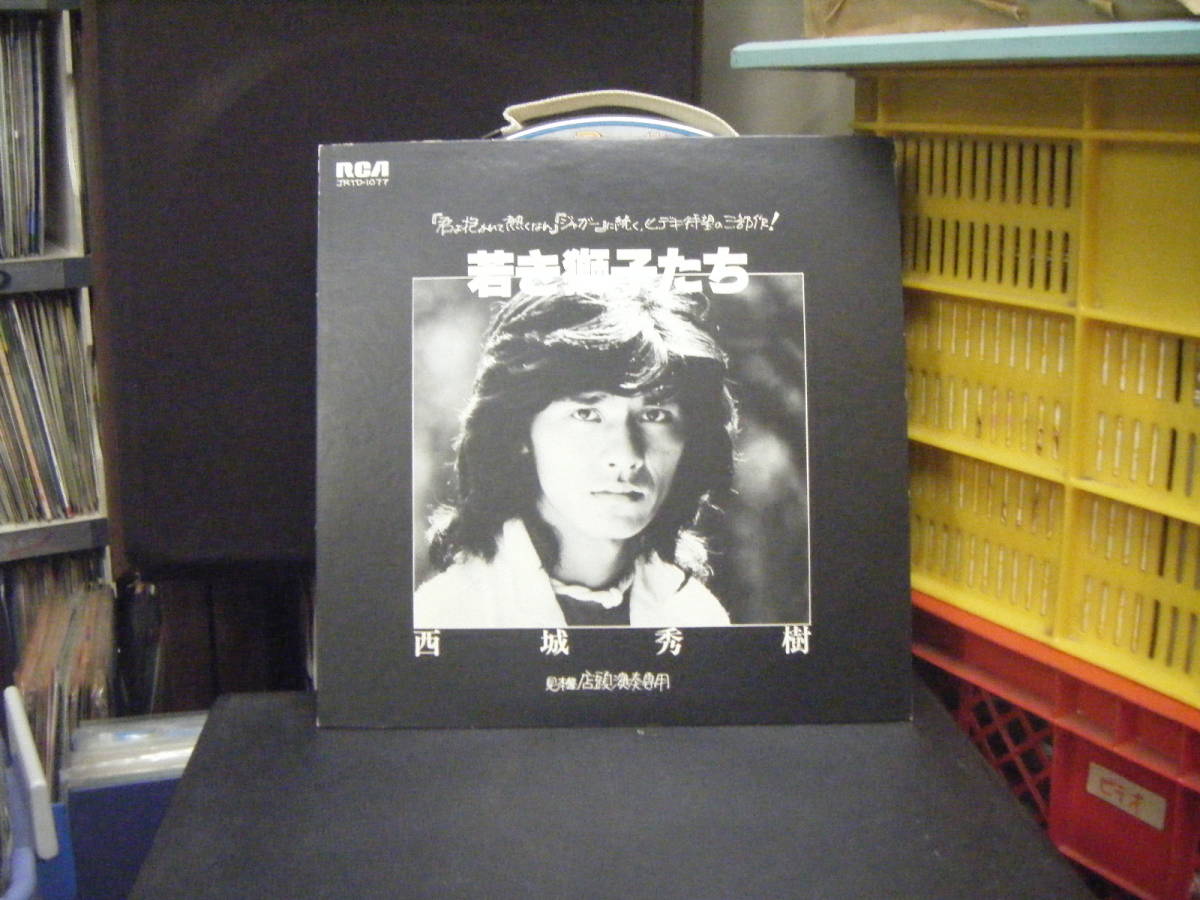 RCA
JRTD-1077
『君よ抱かれて熱くなれ』『ジャガー』に続く、ヒデキ待望の三部作!
若き獅子たち
西城秀樹
見本盤/店頭演奏専用
ビデオ